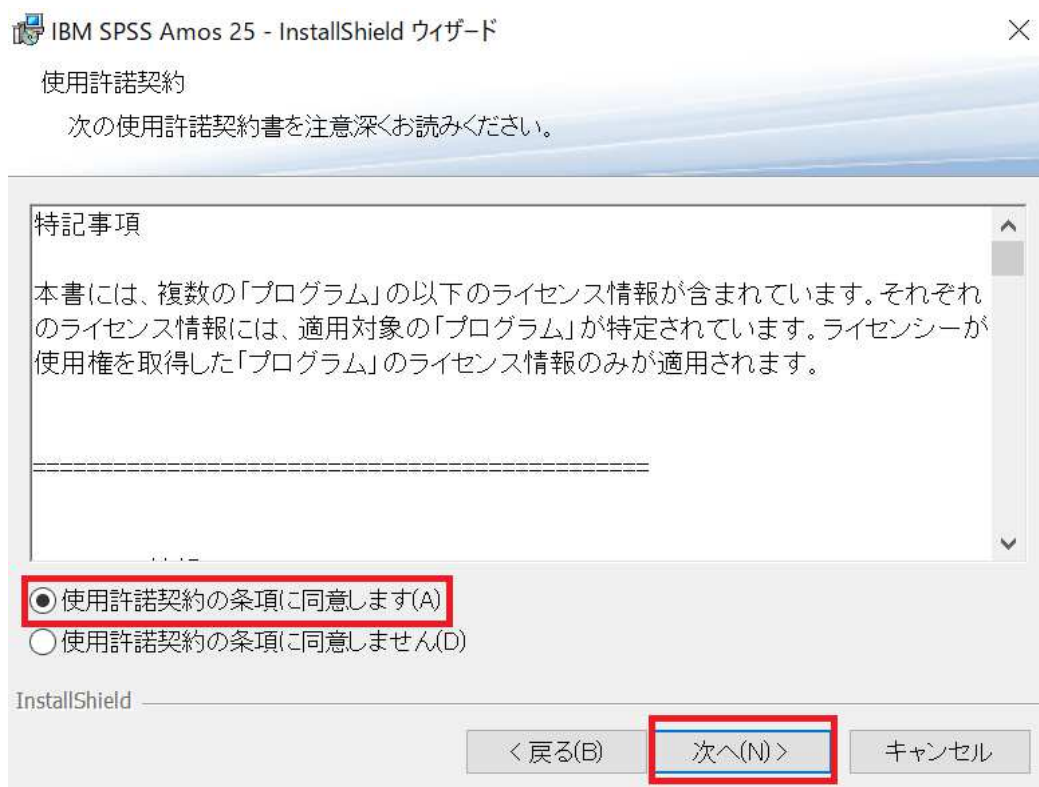 IBM SPSS Amos 25 - InstallShield ウィザード
使用許諾契約
次の使用許諾契約書を注意深くお読みください。
特記事項
本書には、複数の「プログラム」の以下のライセンス情報が含まれています。それぞれ
のライセンス情報には、適用対象の「プログラム」が特定されています。ライセンシーが
使用権を取得した「プログラム」のライセンス情報のみが適用されます。
==============================================
使用許諾契約の条項に同意します(A)
使用許諾契約の条項に同意しません(D)
InstallShield
< 戻る(B)
次へ(N) >
キャンセル